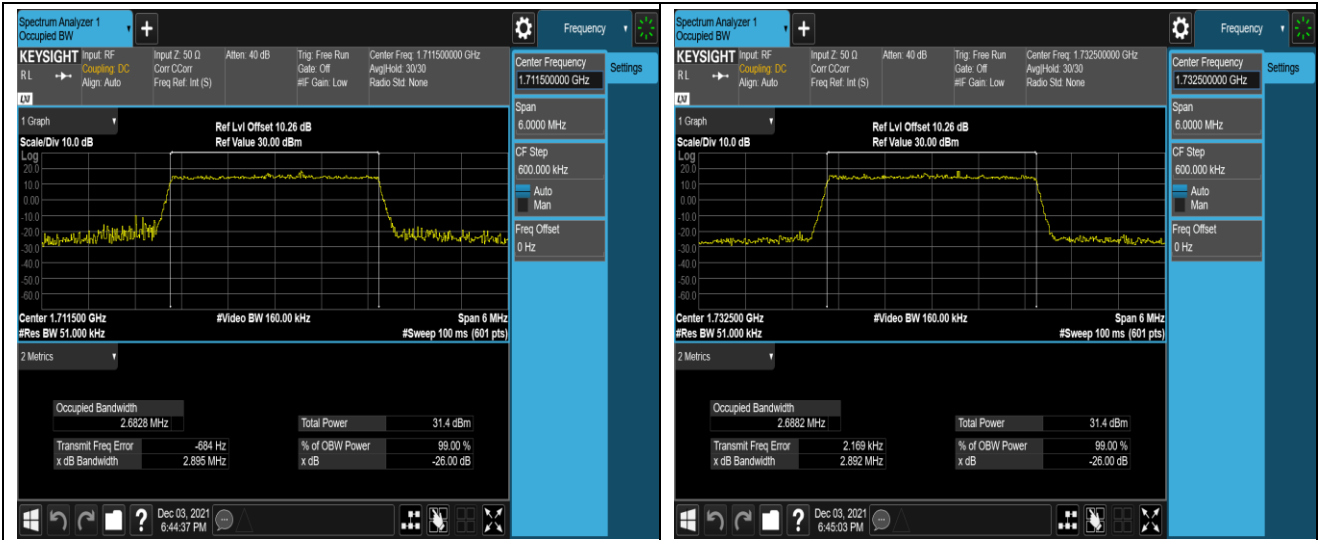 Spectrum Analyzer 1
Occupied BW
+
Frequency
KEYSIGHT
RL
LXI
Input: RF
Coupling: DC
Align: Auto
Input Z: 50 Ω
Corr CCorr
Freq Ref: Int (S)
Atten: 40 dB
Trig: Free Run
Gate: Off
#IF Gain: Low
Center Freq: 1.711500000 GHz
Avg|Hold: 30/30
Radio Std: None
Center Frequency
1.711500000 GHz
Settings
Span
6.0000 MHz
CF Step
600.000 kHz
Auto
Man
Freq Offset
0 Hz
1 Graph
Scale/Div 10.0 dB
Ref Lvl Offset 10.26 dB
Ref Value 30.00 dBm
Log
20.0
10.0
0.00
-10.0
-20.0
-30.0
-40.0
-50.0
-60.0
Center 1.711500 GHz
#Res BW 51.000 kHz
#Video BW 160.00 kHz
Span 6 MHz
#Sweep 100 ms (601 pts)
2 Metrics
Occupied Bandwidth
2.6828 MHz
Total Power 31.4 dBm
Transmit Freq Error -684 Hz
% of OBW Power 99.00 %
x dB Bandwidth 2.895 MHz
x dB -26.00 dB
?
Dec 03, 2021
6:44:37 PM
Spectrum Analyzer 1
Occupied BW
+
Frequency
KEYSIGHT
RL
LXI
Input: RF
Coupling: DC
Align: Auto
Input Z: 50 Ω
Corr CCorr
Freq Ref: Int (S)
Atten: 40 dB
Trig: Free Run
Gate: Off
#IF Gain: Low
Center Freq: 1.732500000 GHz
Avg|Hold: 30/30
Radio Std: None
Center Frequency
1.732500000 GHz
Settings
Span
6.0000 MHz
CF Step
600.000 kHz
Auto
Man
Freq Offset
0 Hz
1 Graph
Scale/Div 10.0 dB
Ref Lvl Offset 10.26 dB
Ref Value 30.00 dBm
Log
20.0
10.0
0.00
-10.0
-20.0
-30.0
-40.0
-50.0
-60.0
Center 1.732500 GHz
#Res BW 51.000 kHz
#Video BW 160.00 kHz
Span 6 MHz
#Sweep 100 ms (601 pts)
2 Metrics
Occupied Bandwidth
2.6882 MHz
Total Power 31.4 dBm
Transmit Freq Error 2.169 kHz
% of OBW Power 99.00 %
x dB Bandwidth 2.892 MHz
x dB -26.00 dB
?
Dec 03, 2021
6:45:03 PM